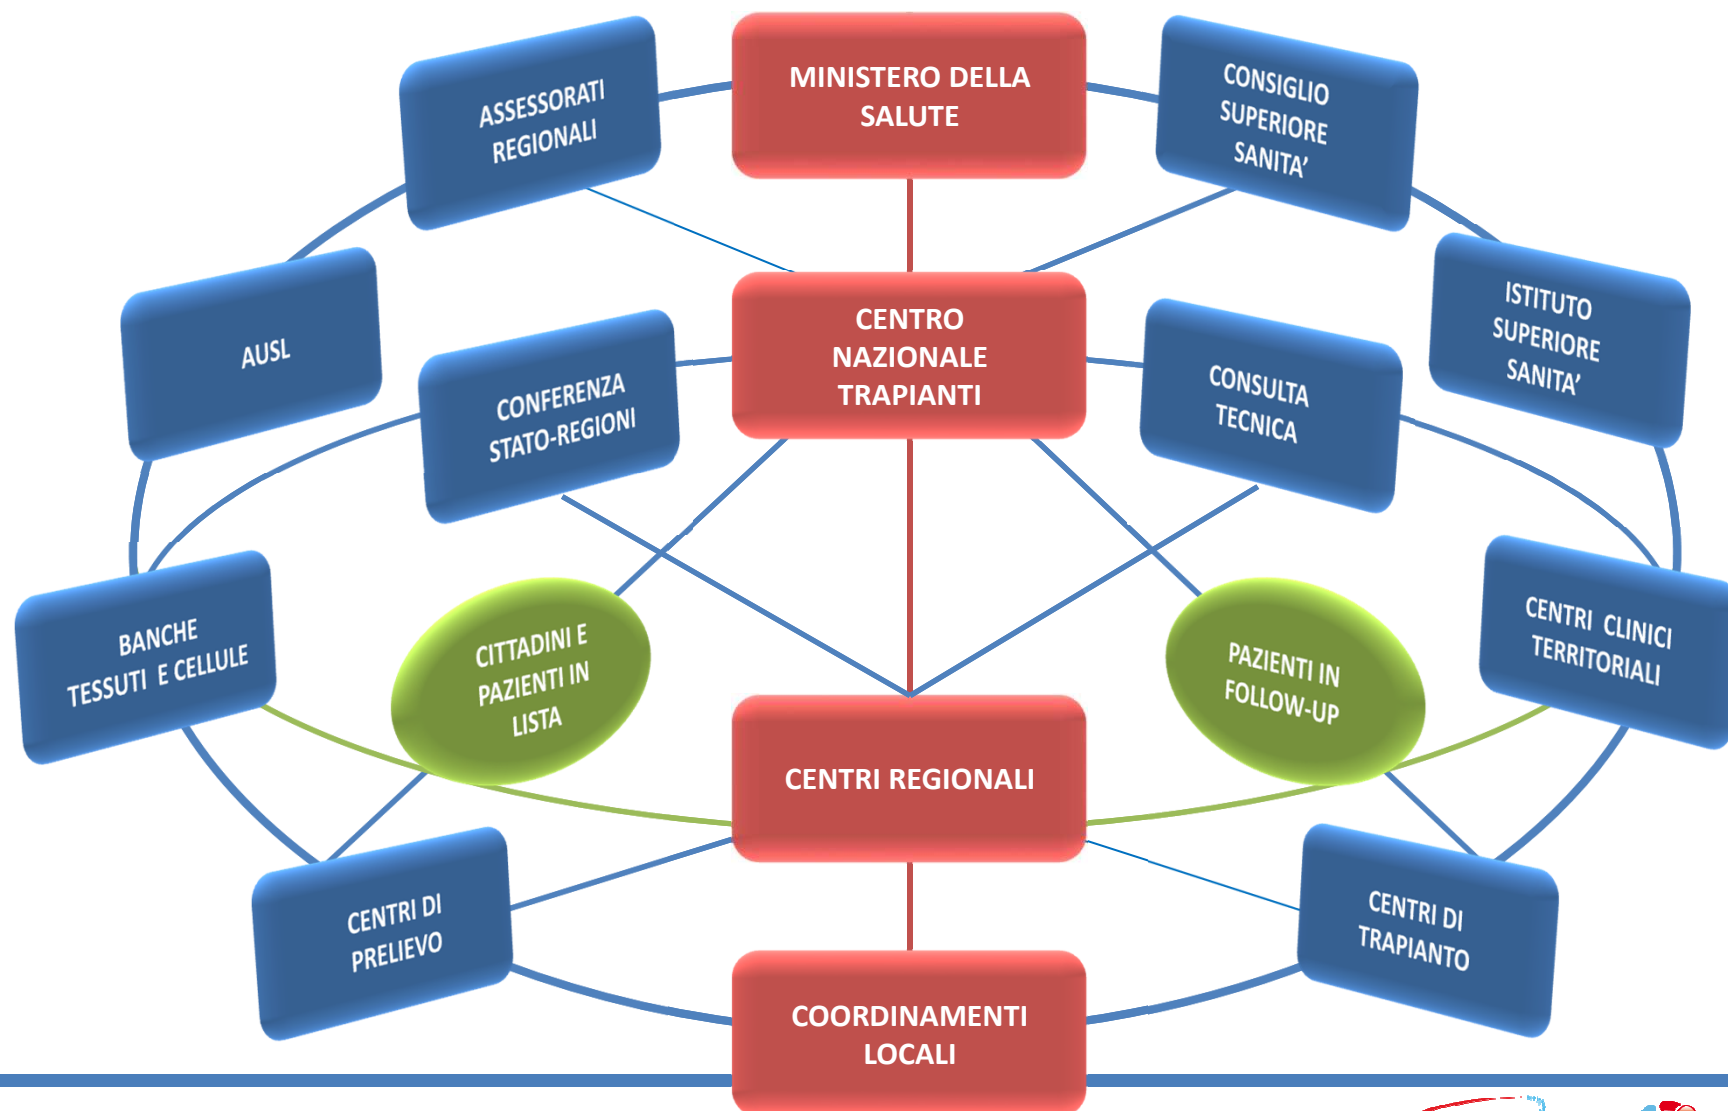 ASSESSORATI
REGIONALI
MINISTERO DELLA
SALUTE
CONSIGLIO
SUPERIORE
SANITA’
AUSL
CONFERENZA
STATO-REGIONI
CENTRO
NAZIONALE
TRAPIANTI
CONSULTA
TECNICA
ISTITUTO
SUPERIORE
SANITA’
BANCHE
TESSUTI E CELLULE
CITTADINI E
PAZIENTI IN
LISTA
PAZIENTI IN
FOLLOW-UP
CENTRI CLINICI
TERRITORIALI
CENTRI REGIONALI
CENTRI DI
PRELIEVO
CENTRI DI
TRAPIANTO
COORDINAMENTI
LOCALI